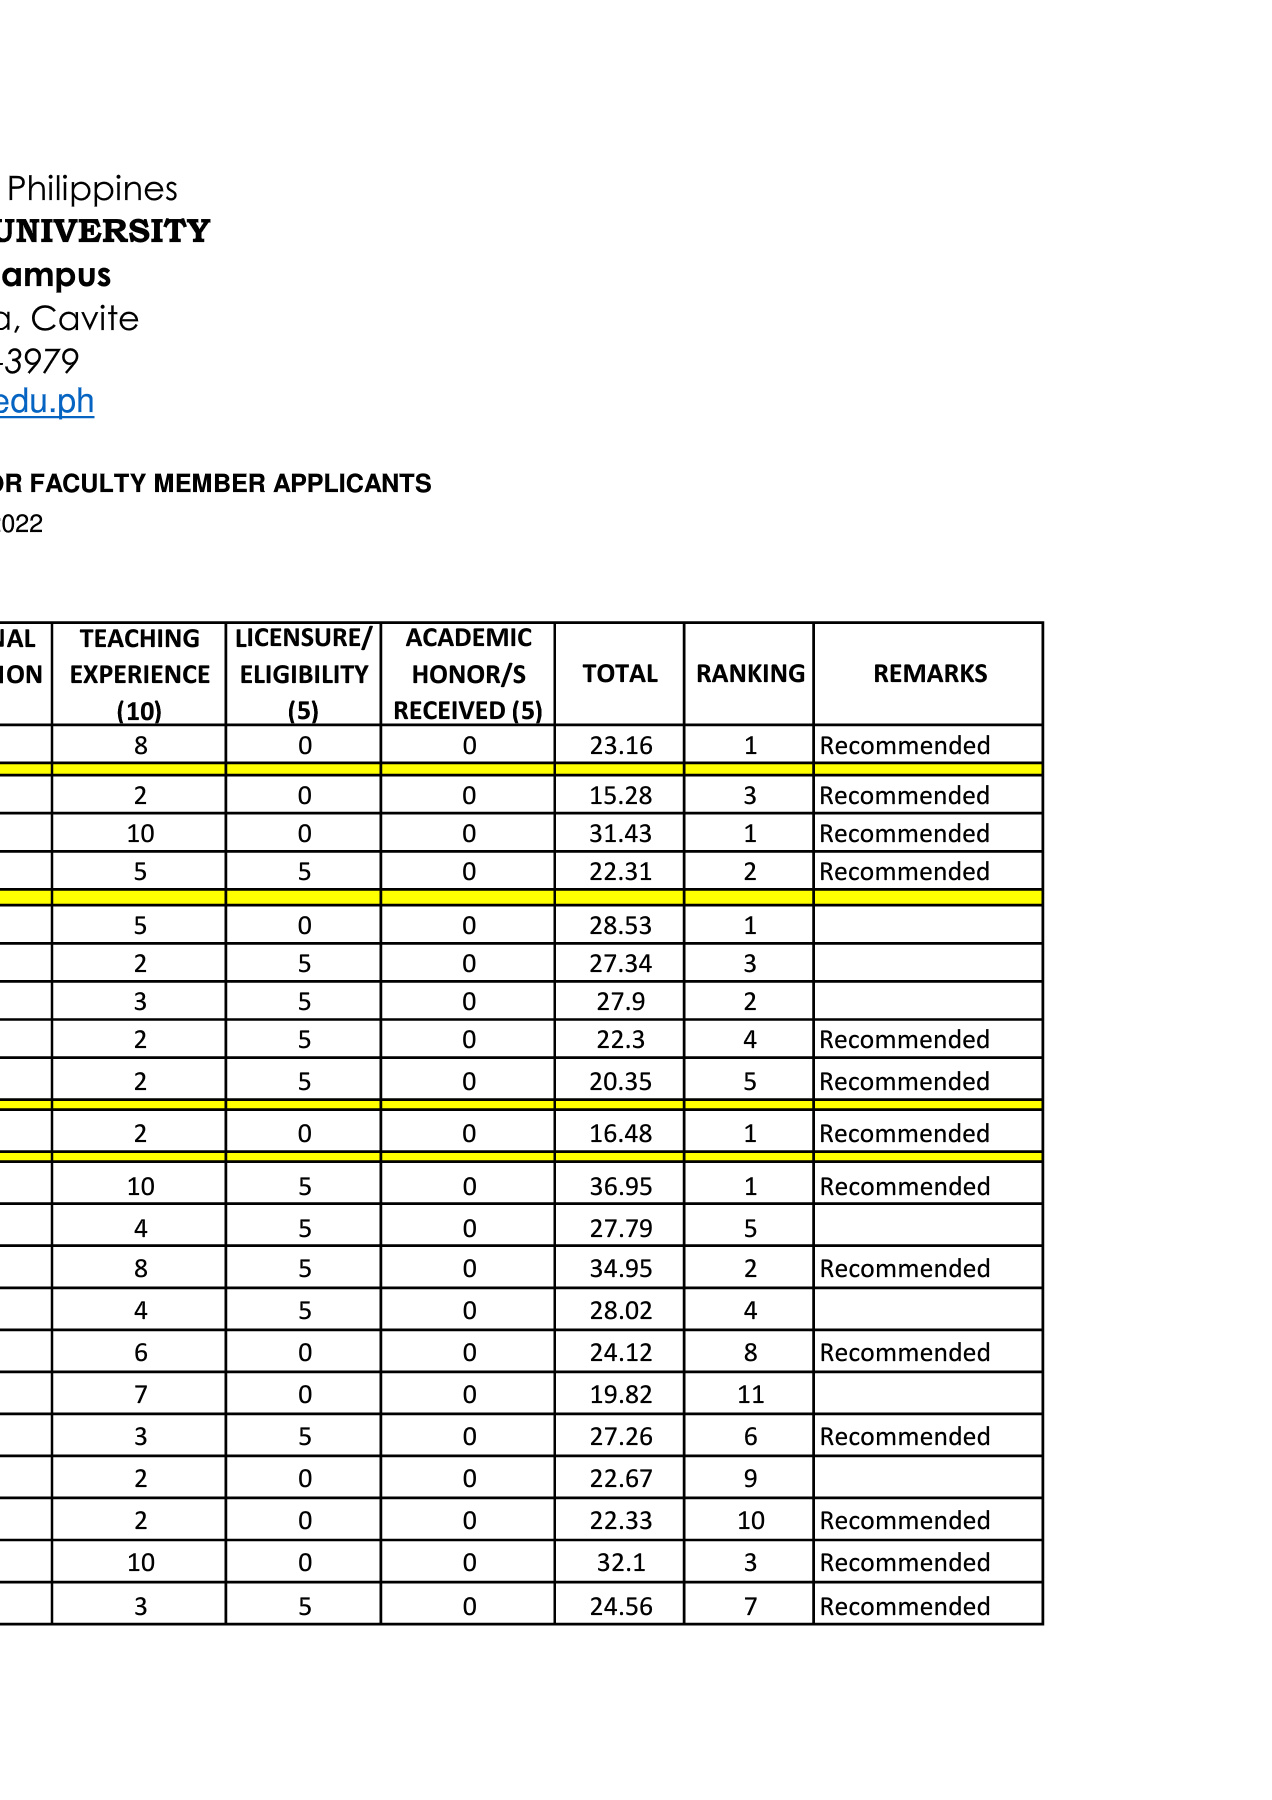 Philippines
UNIVERSITY
ampus
a, Cavite
-3979
edu.ph
OR FACULTY MEMBER APPLICANTS
2022
NAL TEACHING LICENSURE/ ACADEMIC
ION EXPERIENCE ELIGIBILITY HONOR/S TOTAL RANKING REMARKS
(10) (5) RECEIVED (5)
8 0 0 23.16 1 Recommended
2 0 0 15.28 3 Recommended
10 0 0 31.43 1 Recommended
5 5 0 22.31 2 Recommended
5 0 0 28.53 1
2 5 0 27.34 3
3 5 0 27.9 2
2 5 0 22.3 4 Recommended
2 5 0 20.35 5 Recommended
2 0 0 16.48 1 Recommended
10 5 0 36.95 1 Recommended
4 5 0 27.79 5
8 5 0 34.95 2 Recommended
4 5 0 28.02 4
6 0 0 24.12 8 Recommended
7 0 0 19.82 11
3 5 0 27.26 6 Recommended
2 0 0 22.67 9
2 0 0 22.33 10 Recommended
10 0 0 32.1 3 Recommended
3 5 0 24.56 7 Recommended